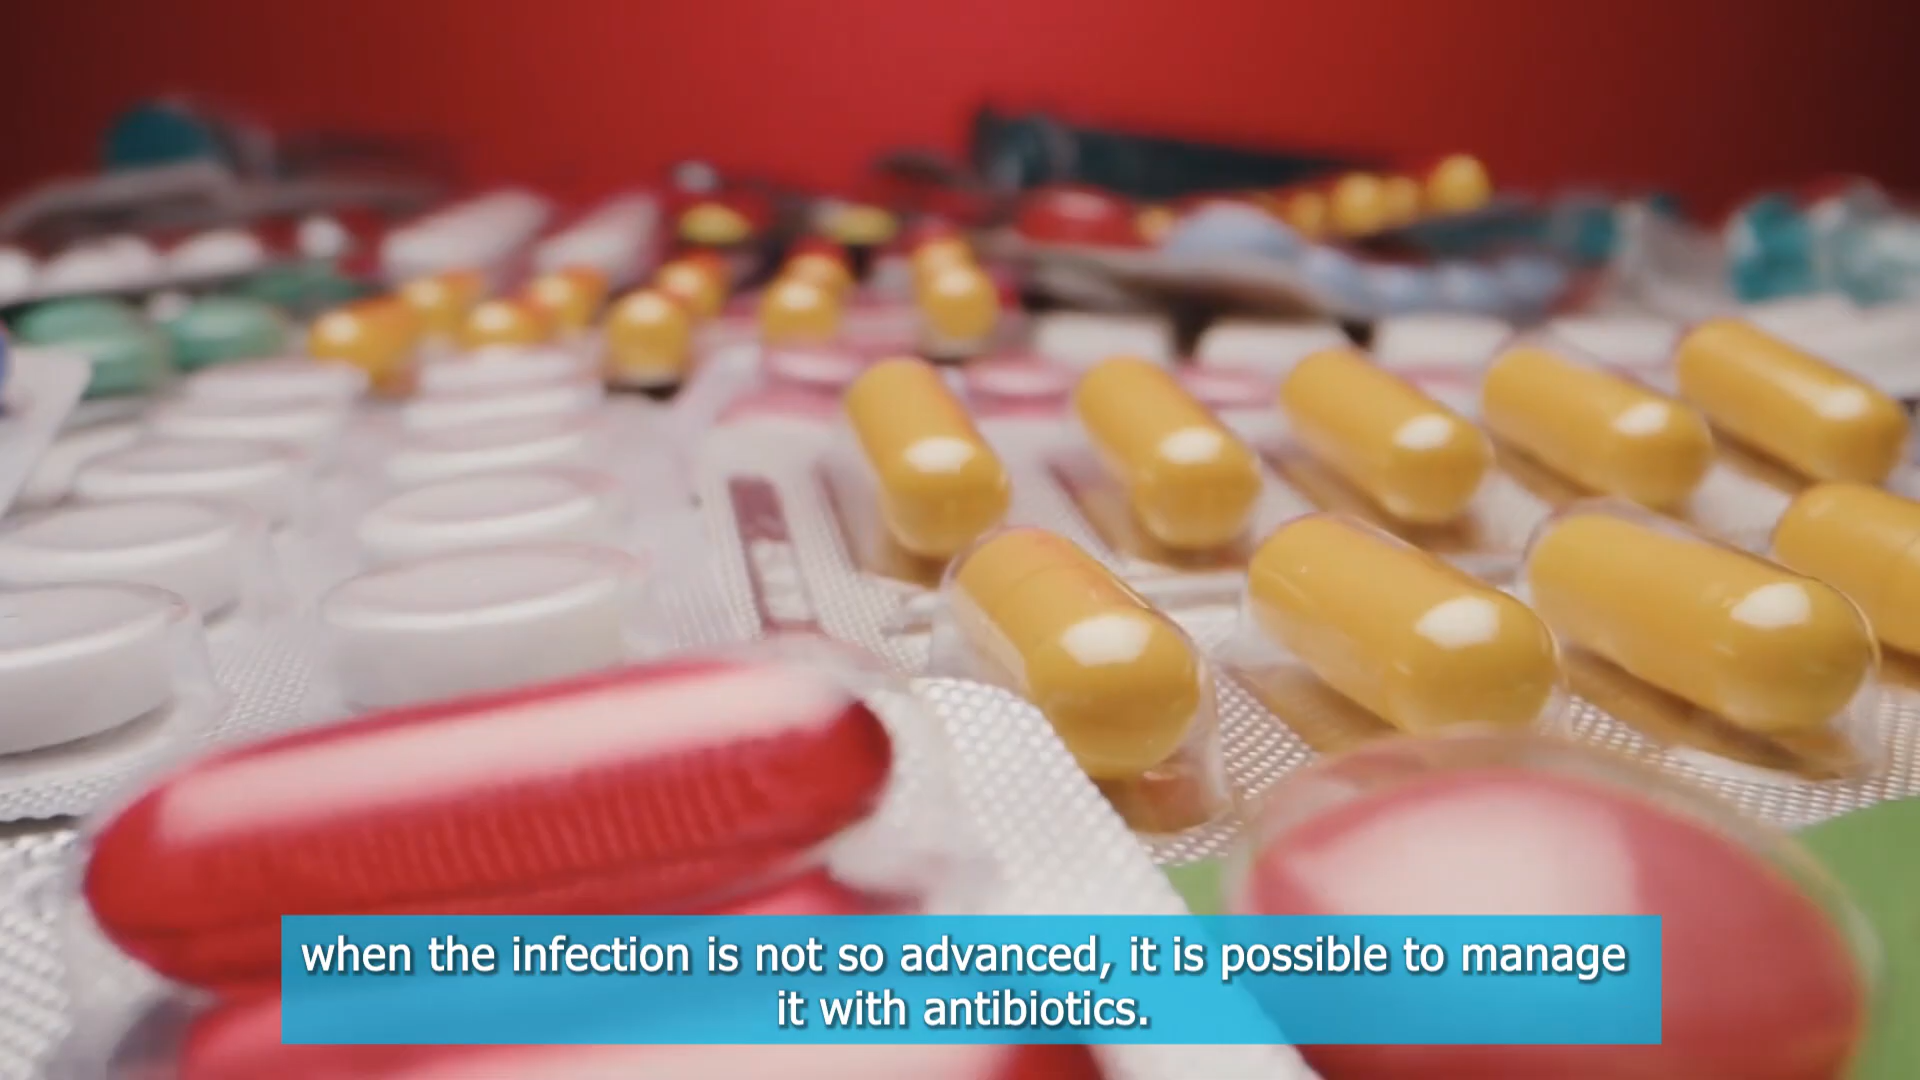 when the infection is not so advanced, it is possible to manage
it with antibiotics.